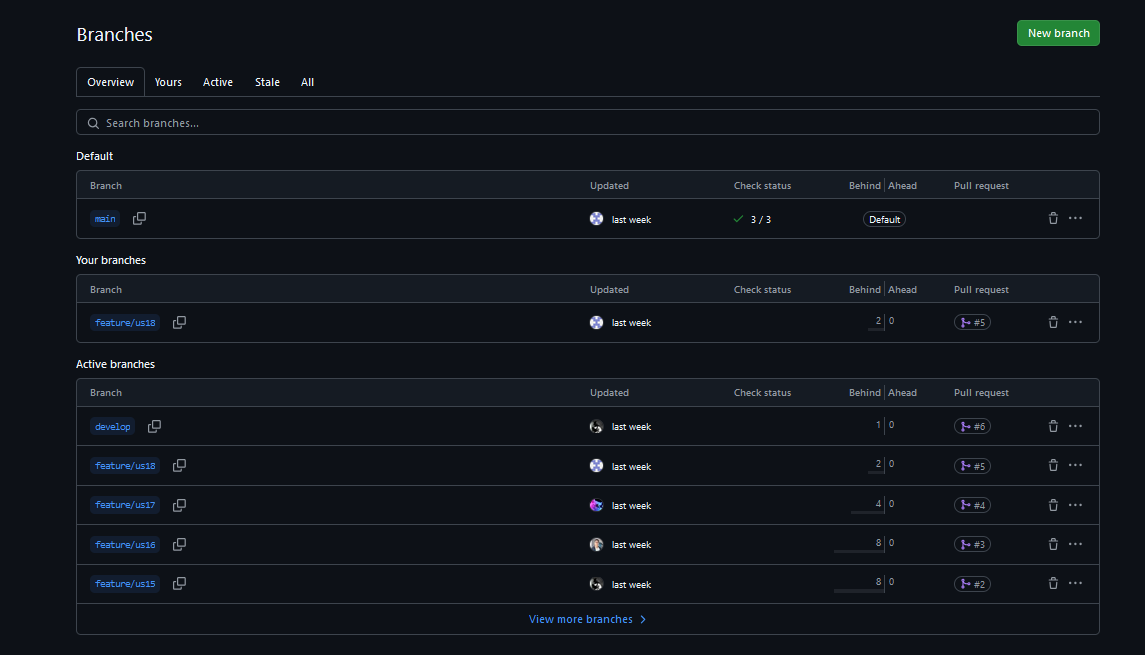 Branches
New branch
Overview Yours Active Stale All
Search branches...
Default
Branch Updated Check status Behind Ahead Pull request
main last week 3 / 3 Default
Your branches
Branch Updated Check status Behind Ahead Pull request
feature/us18 last week 2 0 #5
Active branches
Branch Updated Check status Behind Ahead Pull request
develop last week 1 0 #6
feature/us18 last week 2 0 #5
feature/us17 last week 4 0 #4
feature/us16 last week 8 0 #3
feature/us15 last week 8 0 #2
View more branches